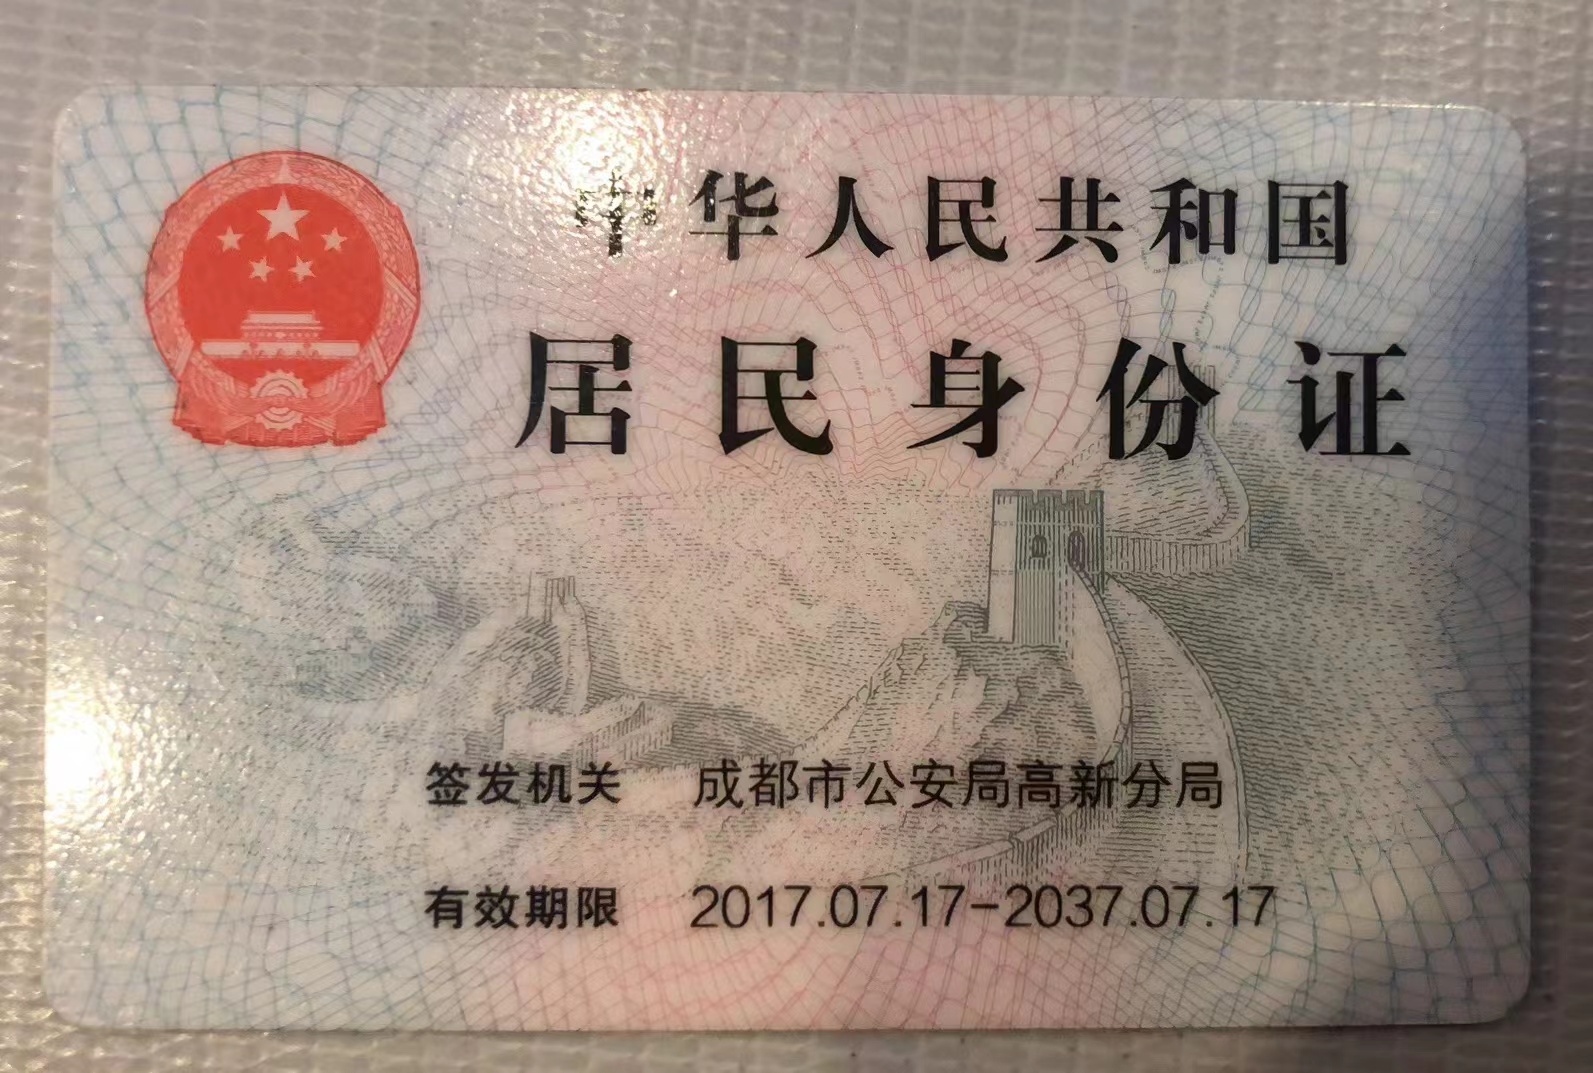 中华人民共和国
居民身份证
签发机关 成都市公安局高新分局
有效期限 2017.07.17-2037.07.17